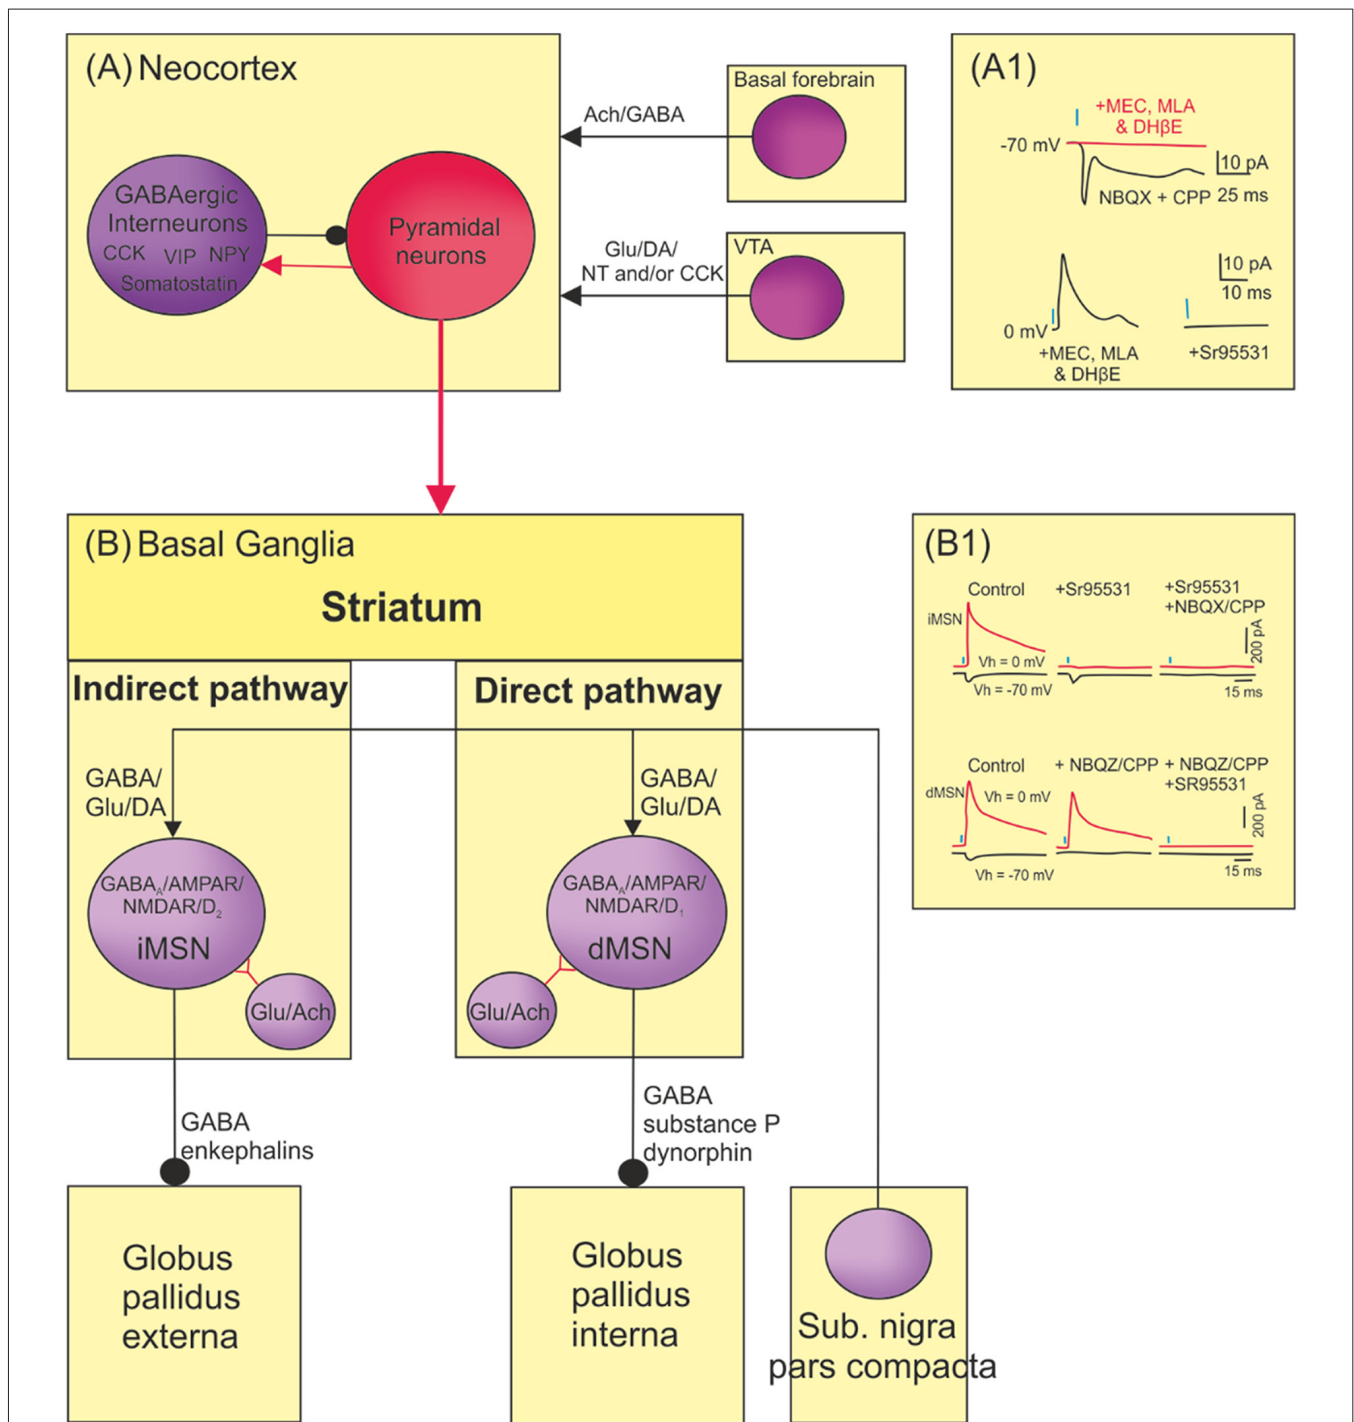 (A) Neocortex
GABAergic
Interneurons
CCK VIP NPY
Somatostatin
Pyramidal
neurons
Ach/GABA
Basal forebrain
Glu/DA/
NT and/or CCK
VTA
(A1)
+MEC, MLA
& DHβE
-70 mV
10 pA
25 ms
NBQX + CPP
10 pA
10 ms
0 mV
+MEC, MLA
& DHβE
+Sr95531
(B) Basal Ganglia
Striatum
Indirect pathway
Direct pathway
GABA/
Glu/DA
GABA/
Glu/DA
GABAA/AMPAR/
NMDAR/D2
iMSN
Glu/Ach
GABAA/AMPAR/
NMDAR/D1
dMSN
Glu/Ach
GABA
enkephalins
GABA
substance P
dynorphin
Globus
pallidus
externa
Globus
pallidus
interna
Sub. nigra
pars compacta
(B1)
Control
+Sr95531
+Sr95531
+NBQX/CPP
iMSN
Vh = 0 mV
Vh = -70 mV
200 pA
15 ms
Control
+ NBQZ/CPP
+ NBQZ/CPP
+SR95531
dMSN
Vh = 0 mV
Vh = -70 mV
200 pA
15 ms